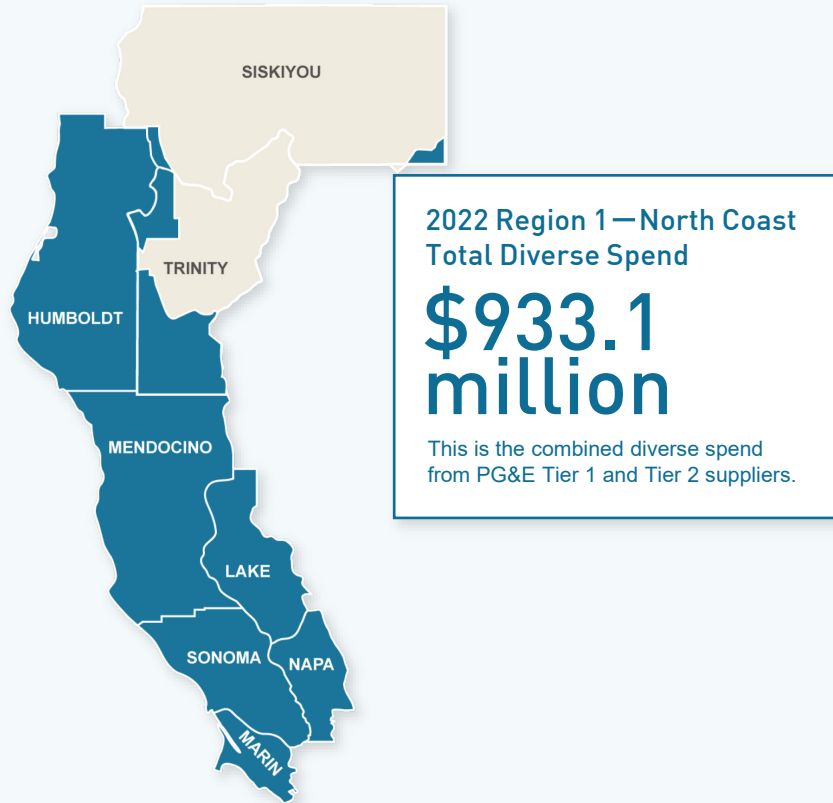 SISKIYOU
TRINITY
HUMBOLDT
MENDOCINO
LAKE
SONOMA
NAPA
MARIN
2022 Region 1—North Coast
Total Diverse Spend
$933.1
million
This is the combined diverse spend
from PG&E Tier 1 and Tier 2 suppliers.